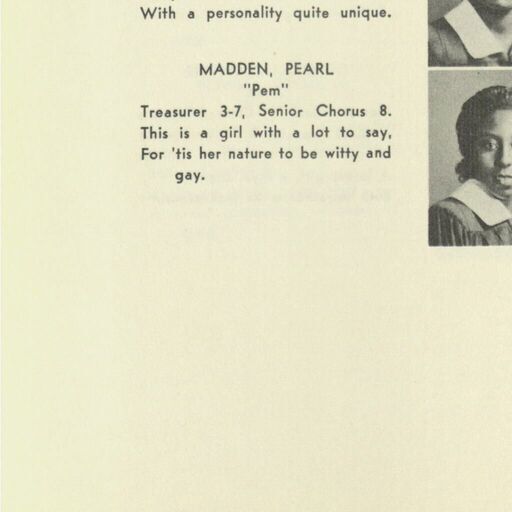 With a personality quite unique.
MADDEN, PEARL
"Pem"
Treasurer 3-7, Senior Chorus 8.
This is a girl with a lot to say,
For 'tis her nature to be witty and
gay.